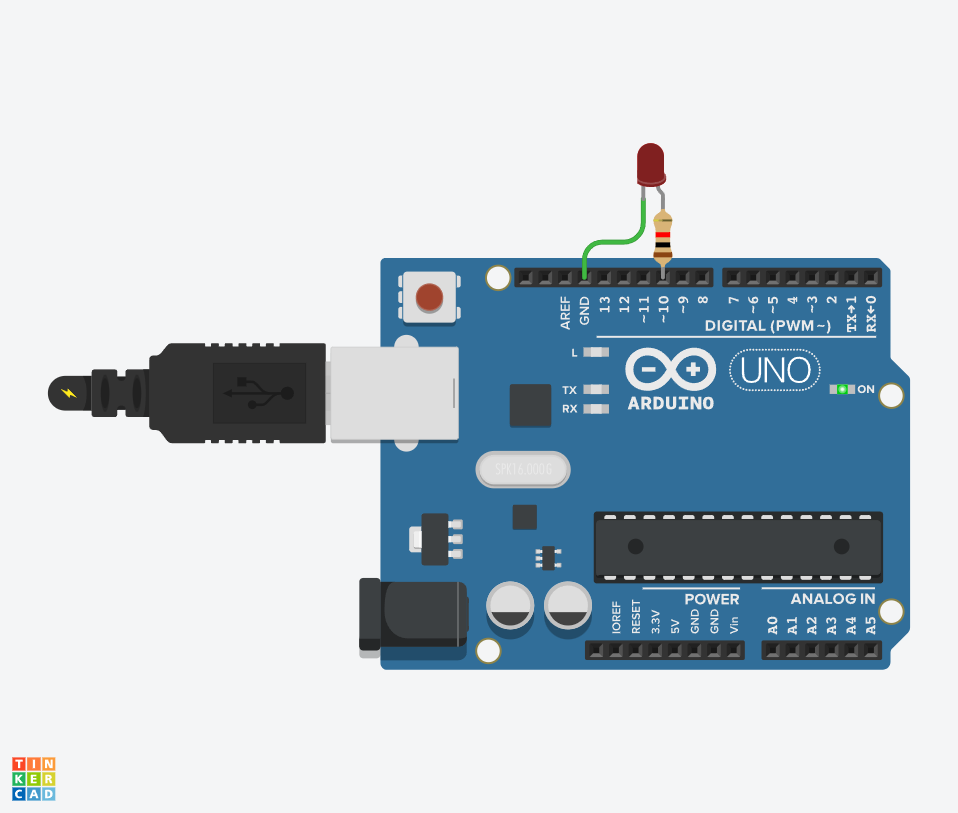 AREF
GND
13
12
~11
~10
~9
8
7
~6
~5
4
~3
2
TX→1
RX←0
DIGITAL (PWM~)
L
TX
RX
ARDUINO
UNO
ON
SPK16.000G
POWER
ANALOG IN
IOREF
RESET
3.3V
5V
GND
GND
Vin
A0
A1
A2
A3
A4
A5
TIN
KER
CAD